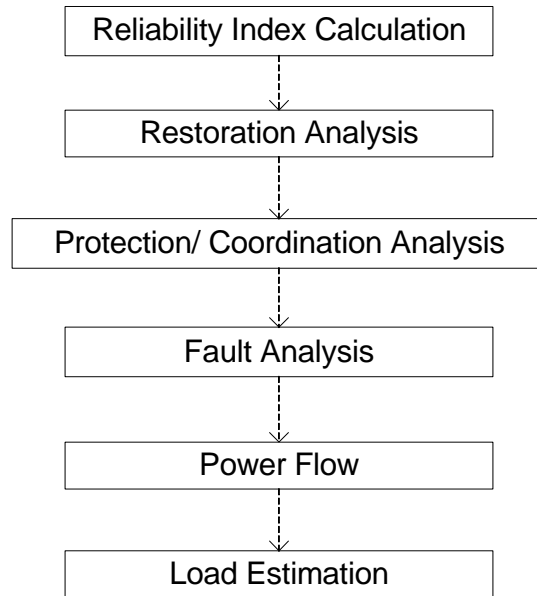 Reliability Index Calculation
Restoration Analysis
Protection/ Coordination Analysis
Fault Analysis
Power Flow
Load Estimation